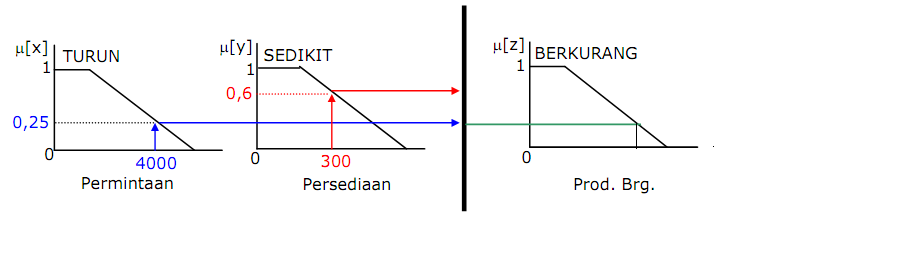 μ[x] TURUN
1
0,25
0
4000
Permintaan
μ[y] SEDIKIT
1
0,6
0
300
Persediaan
μ[z] BERKURANG
1
0
Prod. Brg.